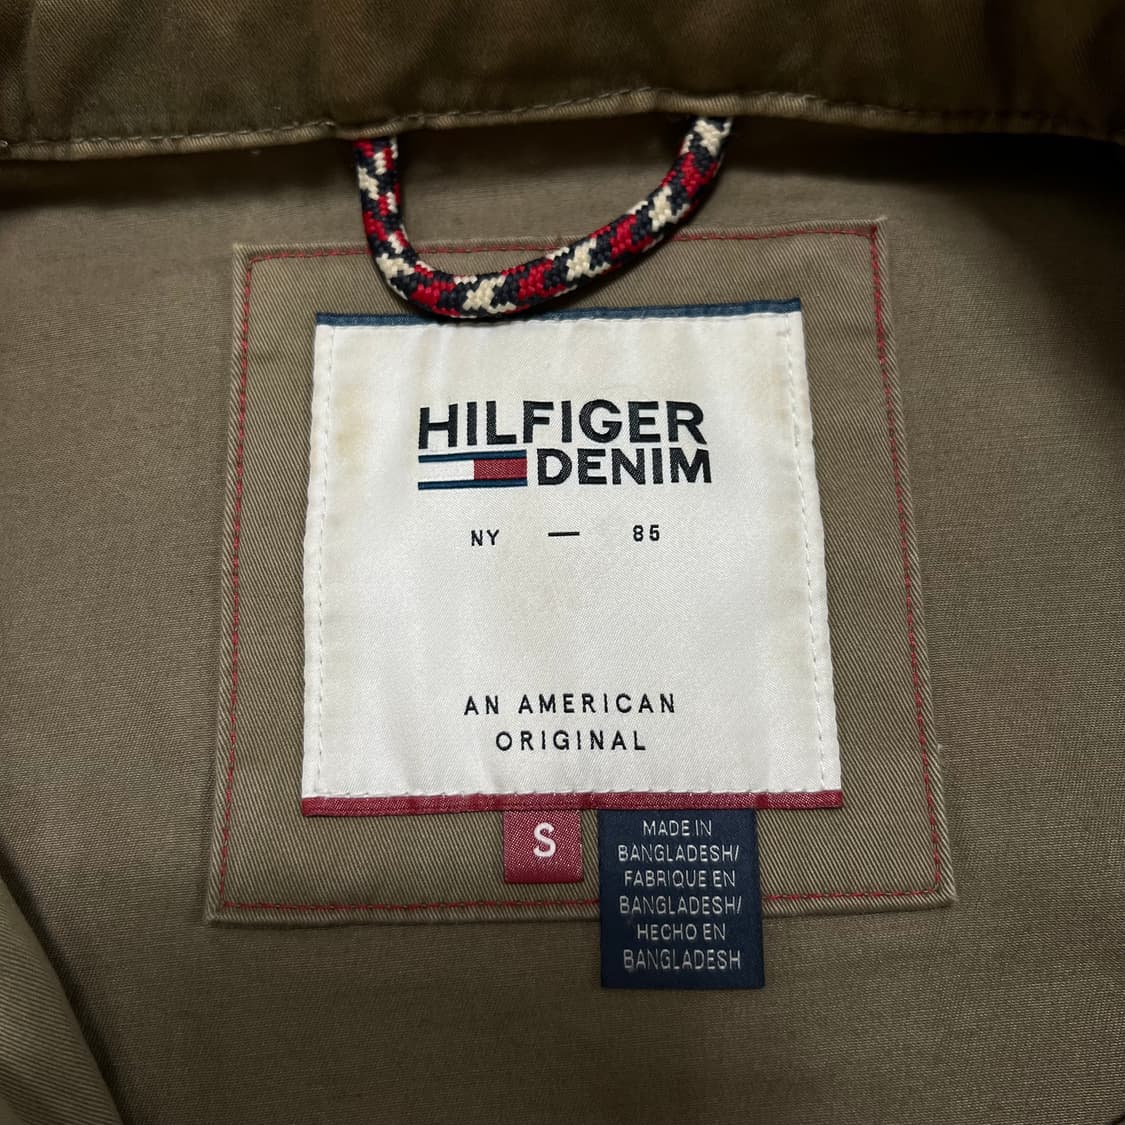 HILFIGER
DENIM
NY — 85
AN AMERICAN
ORIGINAL
S
MADE IN
BANGLADESH/
FABRIQUE EN
BANGLADESH/
HECHO EN
BANGLADESH